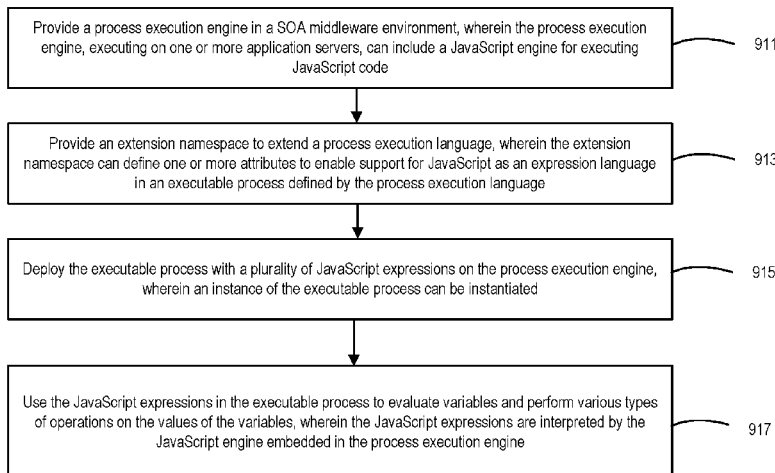 Provide a process execution engine in a SOA middleware environment, wherein the process execution
engine, executing on one or more application servers, can include a JavaScript engine for executing
JavaScript code
911
Provide an extension namespace to extend a process execution language, wherein the extension
namespace can define one or more attributes to enable support for JavaScript as an expression language
in an executable process defined by the process execution language
913
Deploy the executable process with a plurality of JavaScript expressions on the process execution engine,
wherein an instance of the executable process can be instantiated
915
Use the JavaScript expressions in the executable process to evaluate variables and perform various types
of operations on the values of the variables, wherein the JavaScript expressions are interpreted by the
JavaScript engine embedded in the process execution engine
917